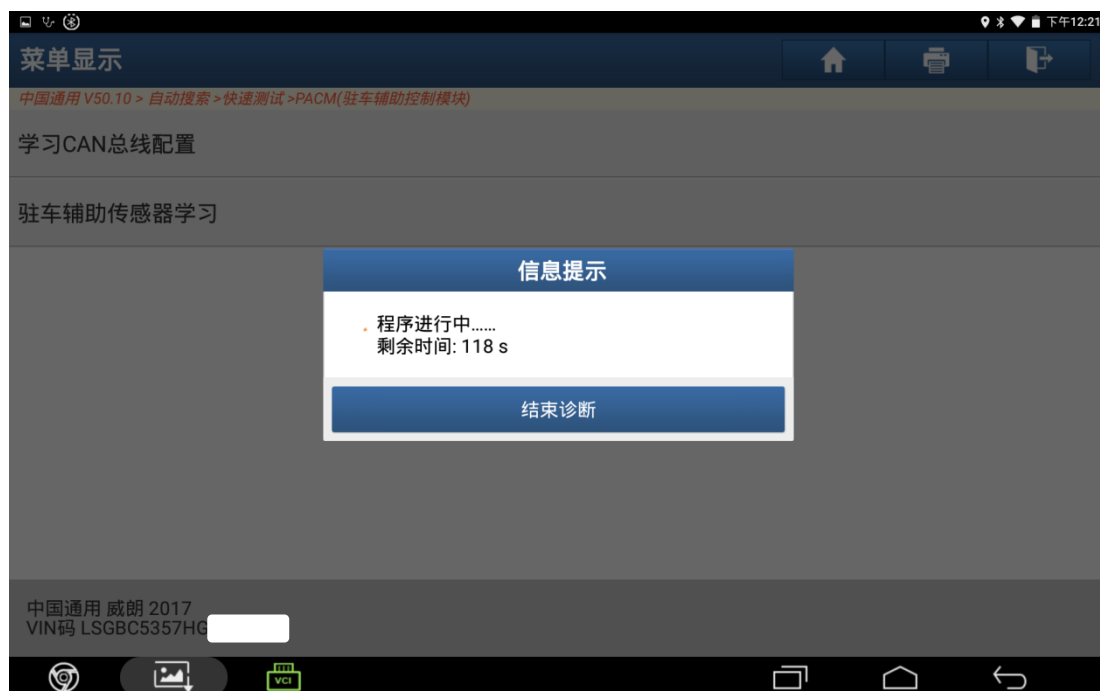 下午12:21
菜单显示
中国通用 V50.10 > 自动搜索 > 快速测试 >PACM(驻车辅助控制模块)
学习CAN总线配置
驻车辅助传感器学习
信息提示
程序进行中......
剩余时间: 118 s
结束诊断
中国通用 威朗 2017
VIN码 LSGBC5357HG
VCI